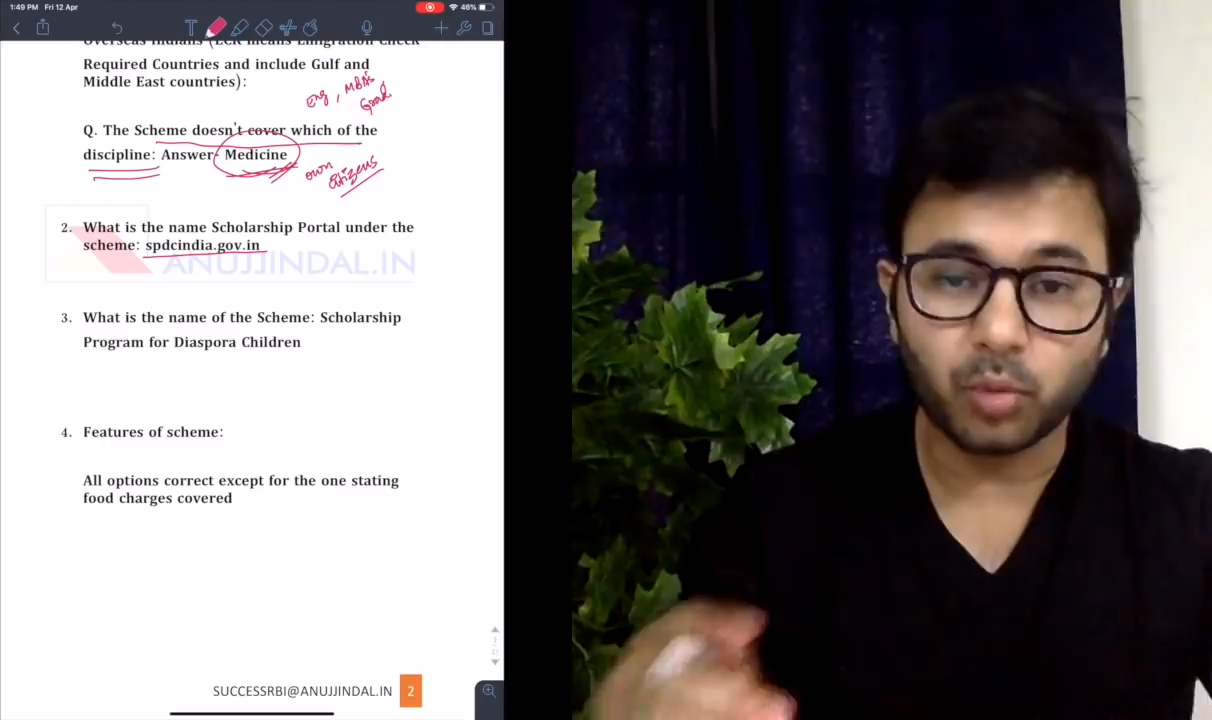 1:49 PM Fri 12 Apr
46%
Overseas Indians (ECR means Emigration Check
Required Countries and include Gulf and
Middle East countries):
Eng, MBA's
Grad
Q. The Scheme doesn't cover which of the
discipline: Answer- Medicine
own
citizens
2. What is the name Scholarship Portal under the
scheme: spdcindia.gov.in
ANUJJINDAL.IN
3. What is the name of the Scheme: Scholarship
Program for Diaspora Children
4. Features of scheme:
All options correct except for the one stating
food charges covered
SUCCESSRBI@ANUJJINDAL.IN 2